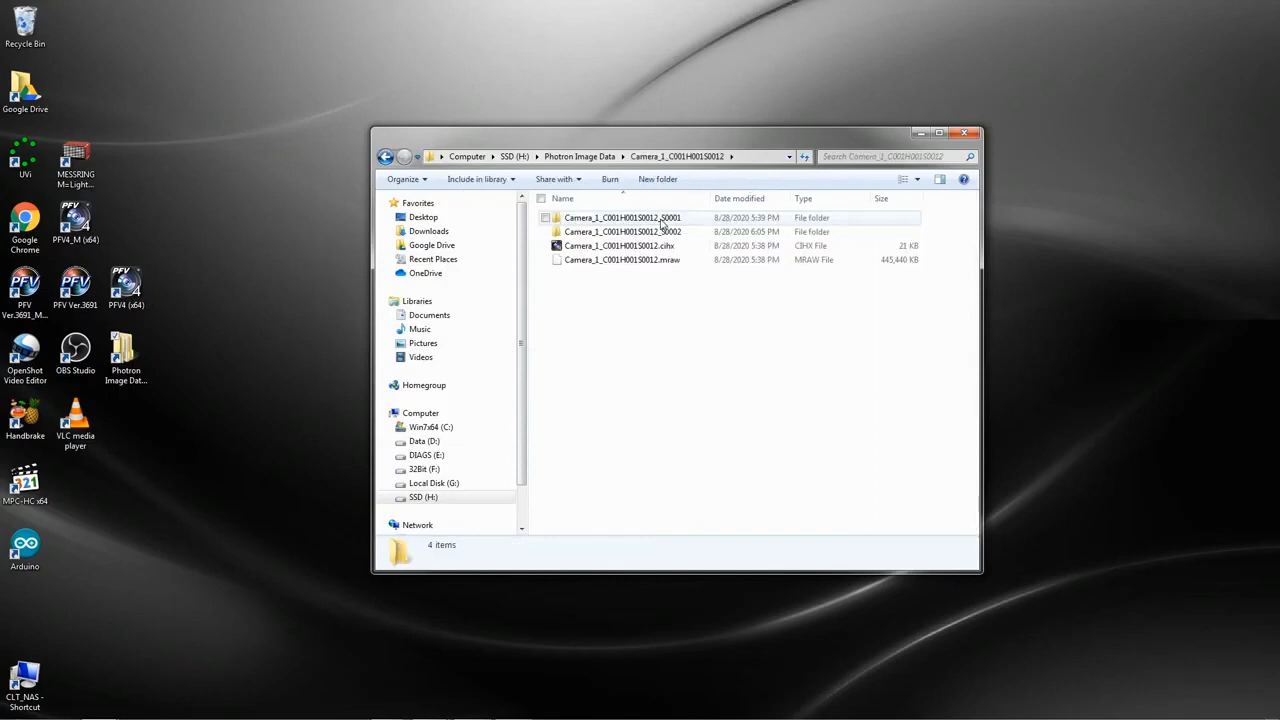 Recycle Bin
Google Drive
UVi
MESSRING M=Light...
Google Chrome
PFV4_M (x64)
PFV Ver.3691_M...
PFV Ver.3691
PFV4 (x64)
OpenShot Video Editor
OBS Studio
Photron Image Dat...
Handbrake
VLC media player
MPC-HC x64
Arduino
CLT_NAS - Shortcut
Computer SSD (H:) Photron Image Data Camera_1_C001H001S0012
Search Camera_1_C001H001S0012
Organize Include in library Share with Burn New folder
Favorites
Desktop
Downloads
Google Drive
Recent Places
OneDrive
Libraries
Documents
Music
Pictures
Videos
Homegroup
Computer
Win7x64 (C:)
Data (D:)
DIAGS (E:)
32Bit (F:)
Local Disk (G:)
SSD (H:)
Network
Name Date modified Type Size
Camera_1_C001H001S0012_S0001 8/28/2020 5:39 PM File folder
Camera_1_C001H001S0012_S0002 8/28/2020 6:05 PM File folder
Camera_1_C001H001S0012.cihx 8/28/2020 5:38 PM CIHX File 21 KB
Camera_1_C001H001S0012.mraw 8/28/2020 5:38 PM MRAW File 445,440 KB
4 items